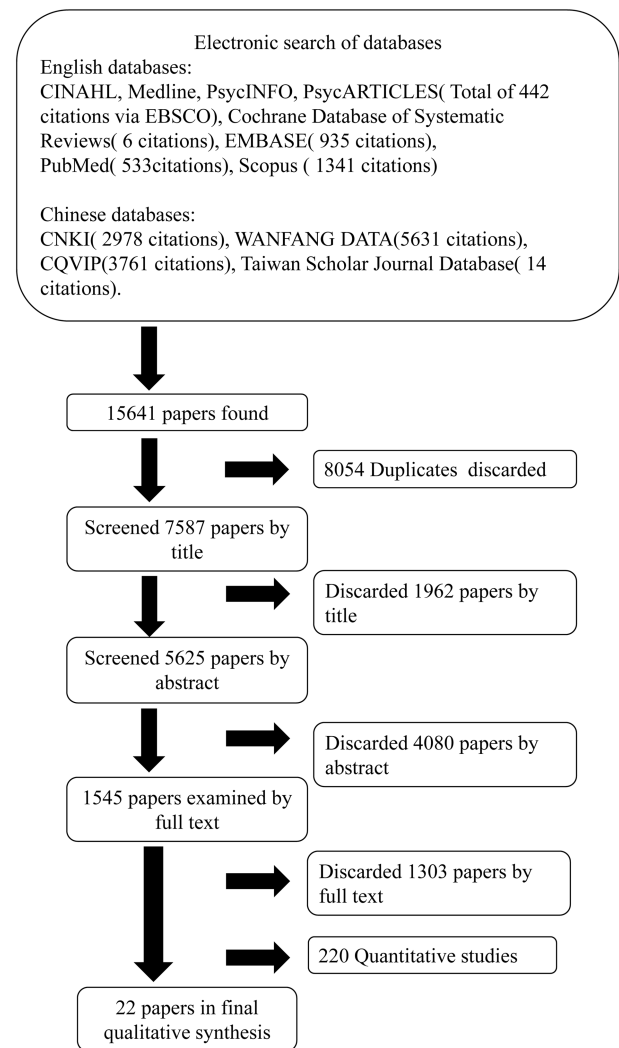 Electronic search of databases
English databases:
CINAHL, Medline, PsycINFO, PsycARTICLES( Total of 442
citations via EBSCO), Cochrane Database of Systematic
Reviews( 6 citations), EMBASE( 935 citations),
PubMed( 533citations), Scopus ( 1341 citations)
Chinese databases:
CNKI( 2978 citations), WANFANG DATA(5631 citations),
CQVIP(3761 citations), Taiwan Scholar Journal Database( 14
citations).
15641 papers found
8054 Duplicates discarded
Screened 7587 papers by
title
Discarded 1962 papers by
title
Screened 5625 papers by
abstract
Discarded 4080 papers by
abstract
1545 papers examined by
full text
Discarded 1303 papers by
full text
220 Quantitative studies
22 papers in final
qualitative synthesis